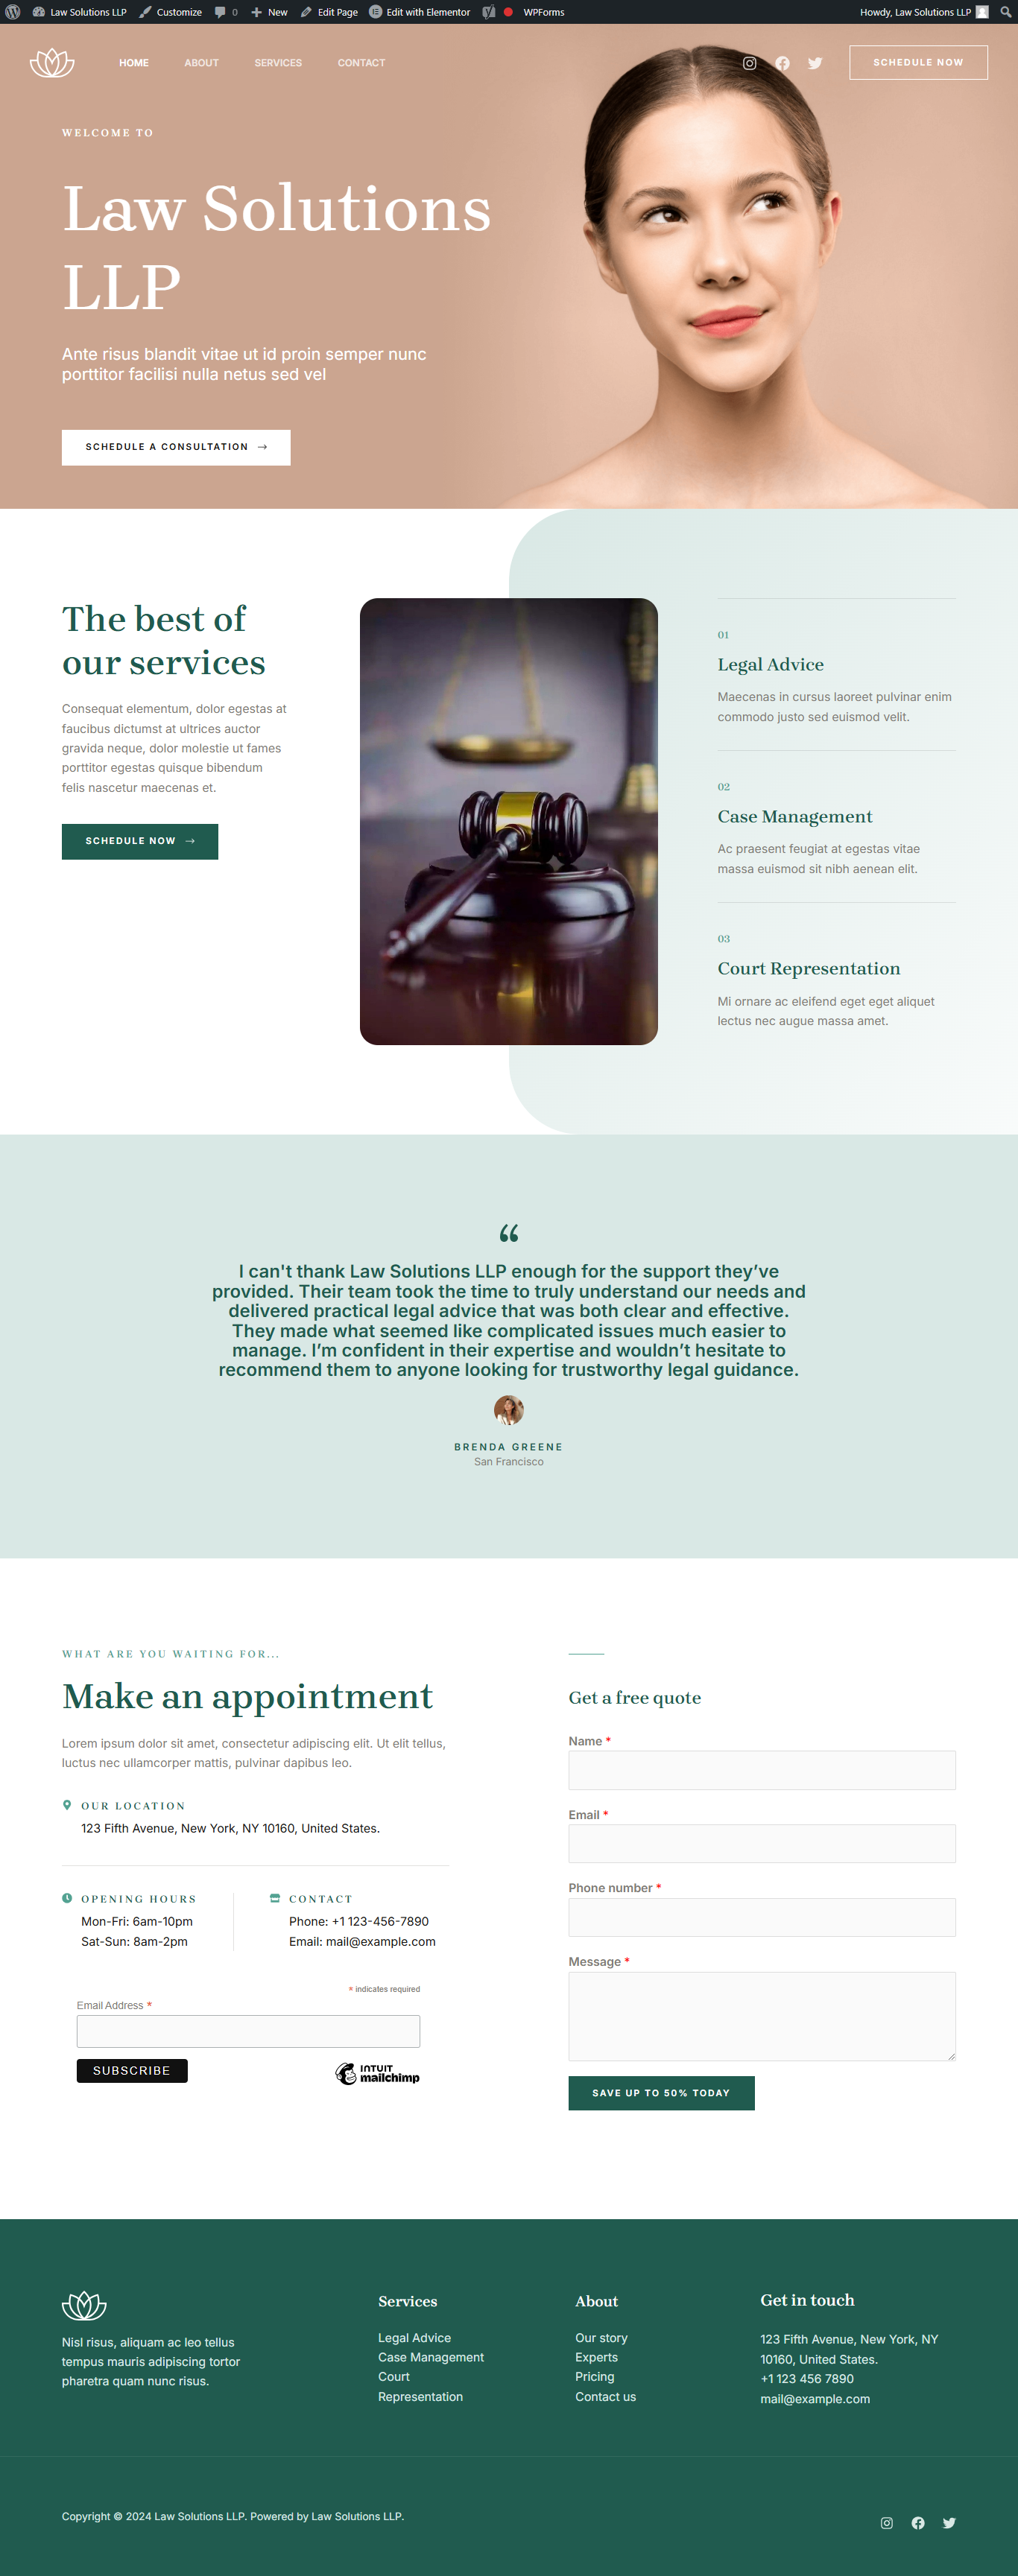 Law Solutions LLP Customize 0 New Edit Page Edit with Elementor WPForms Howdy, Law Solutions LLP
HOME ABOUT SERVICES CONTACT SCHEDULE NOW
WELCOME TO
Law Solutions
LLP
Ante risus blandit vitae ut id proin semper nunc
porttitor facilisi nulla netus sed vel
SCHEDULE A CONSULTATION →
The best of
our services
Consequat elementum, dolor egestas at
faucibus dictumst at ultrices auctor
gravida neque, dolor molestie ut fames
porttitor egestas quisque bibendum
felis nascetur maecenas et.
SCHEDULE NOW →
01
Legal Advice
Maecenas in cursus laoreet pulvinar enim
commodo justo sed euismod velit.
02
Case Management
Ac praesent feugiat at egestas vitae
massa euismod sit nibh aenean elit.
03
Court Representation
Mi ornare ac eleifend eget eget aliquet
lectus nec augue massa amet.
“
I can't thank Law Solutions LLP enough for the support they’ve
provided. Their team took the time to truly understand our needs and
delivered practical legal advice that was both clear and effective.
They made what seemed like complicated issues much easier to
manage. I’m confident in their expertise and wouldn’t hesitate to
recommend them to anyone looking for trustworthy legal guidance.
BRENDA GREENE
San Francisco
WHAT ARE YOU WAITING FOR...
Make an appointment
Lorem ipsum dolor sit amet, consectetur adipiscing elit. Ut elit tellus,
luctus nec ullamcorper mattis, pulvinar dapibus leo.
OUR LOCATION
123 Fifth Avenue, New York, NY 10160, United States.
OPENING HOURS
Mon-Fri: 6am-10pm
Sat-Sun: 8am-2pm
CONTACT
Phone: +1 123-456-7890
Email: mail@example.com
* indicates required
Email Address *
SUBSCRIBE
INTUIT
mailchimp
Get a free quote
Name *
Email *
Phone number *
Message *
SAVE UP TO 50% TODAY
Nisl risus, aliquam ac leo tellus
tempus mauris adipiscing tortor
pharetra quam nunc risus.
Services
Legal Advice
Case Management
Court
Representation
About
Our story
Experts
Pricing
Contact us
Get in touch
123 Fifth Avenue, New York, NY
10160, United States.
+1 123 456 7890
mail@example.com
Copyright © 2024 Law Solutions LLP. Powered by Law Solutions LLP.